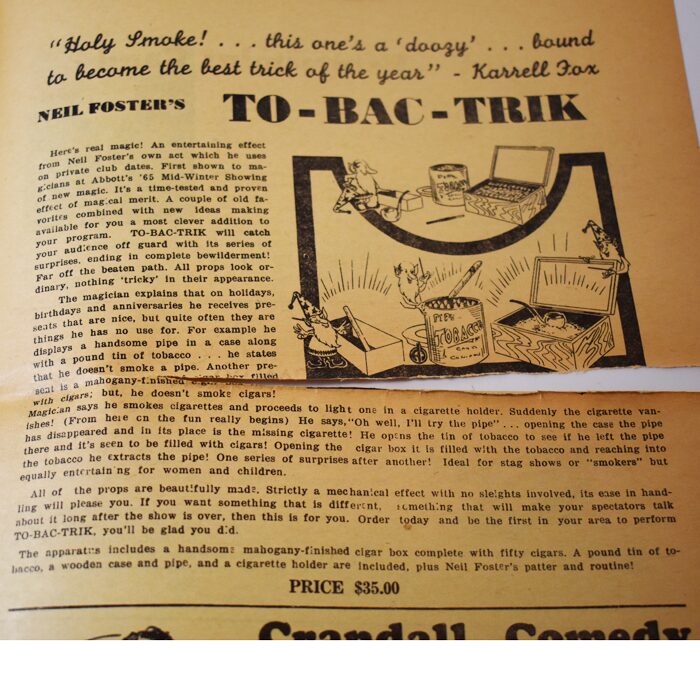 "Holy Smoke! . . . this one's a 'doozy' . . . bound
to become the best trick of the year" - Karrell Fox
NEIL FOSTER'S TO-BAC-TRIK
Here's real magic! An entertaining effect
from Neil Foster's own act which he uses
on private club dates. First shown to ma-
gicians at Abbott's '65 Mid-Winter Showing
of new magic. It's a time-tested and proven
effect of magical merit. A couple of old fa-
vorites combined with new ideas making
available for you a most clever addition to
your program. TO-BAC-TRIK will catch
your audience off guard with its series of
surprises, ending in complete bewilderment!
Far off the beaten path. All props look or-
dinary, nothing 'tricky' in their appearance.
The magician explains that on holidays,
birthdays and anniversaries he receives pre-
sents that are nice, but quite often they are
things he has no use for. For example he
displays a handsome pipe in a case along
with a pound tin of tobacco . . . he states
that he doesn't smoke a pipe. Another pre-
sent is a mahogany-finished cigar box filled
with cigars; but, he doesn't smoke cigars!
Magician says he smokes cigarettes and proceeds to light one in a cigarette holder. Suddenly the cigarette van-
ishes! (From here on the fun really begins) He says, "Oh well, I'll try the pipe" . . . opening the case the pipe
has disappeared and in its place is the missing cigarette! He opens the tin of tobacco to see if he left the pipe
there and it's seen to be filled with cigars! Opening the cigar box it is filled with the tobacco and reaching into
the tobacco he extracts the pipe! One series of surprises after another! Ideal for stag shows or "smokers" but
equally entertaining for women and children.
All of the props are beautifully made. Strictly a mechanical effect with no sleights involved, its ease in hand-
ling will please you. If you want something that is different, something that will make your spectators talk
about it long after the show is over, then this is for you. Order today and be the first in your area to perform
TO-BAC-TRIK, you'll be glad you did.
The apparatus includes a handsome mahogany-finished cigar box complete with fifty cigars. A pound tin of to-
bacco, a wooden case and pipe, and a cigarette holder are included, plus Neil Foster's patter and routine!
PRICE $35.00
PIPE
TOBACCO
Crandall Comedy